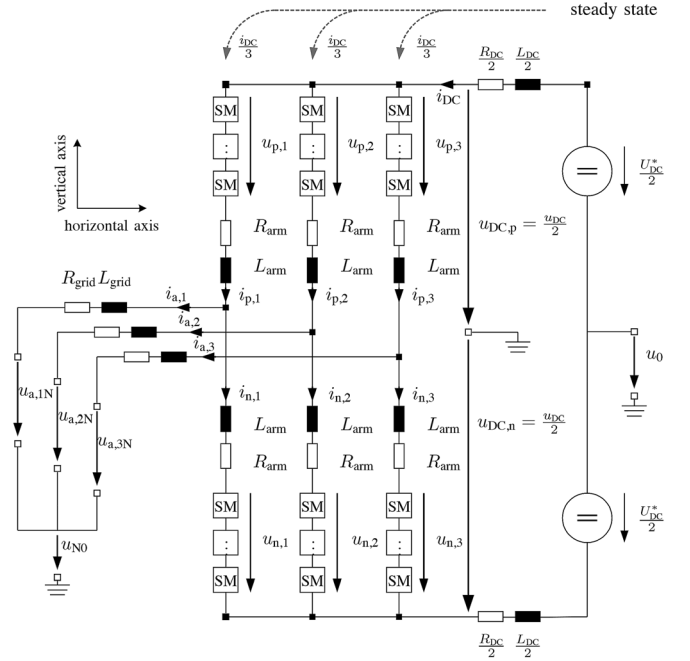 steady state
i_DC/3 i_DC/3 i_DC/3
R_DC/2 L_DC/2
i_DC
SM SM SM
u_p,1 u_p,2 u_p,3
: : :
SM SM SM
U*_DC/2
vertical axis
horizontal axis
R_arm R_arm R_arm
u_DC,p = u_DC/2
L_arm L_arm L_arm
R_grid L_grid
i_a,1 i_p,1 i_p,2 i_p,3
i_a,2
i_a,3
u_0
u_a,1N
u_a,2N
u_a,3N
i_n,1 i_n,2 i_n,3
L_arm L_arm L_arm
u_DC,n = u_DC/2
R_arm R_arm R_arm
SM SM SM
U*_DC/2
: : :
u_n,1 u_n,2 u_n,3
u_N0
SM SM SM
R_DC/2 L_DC/2